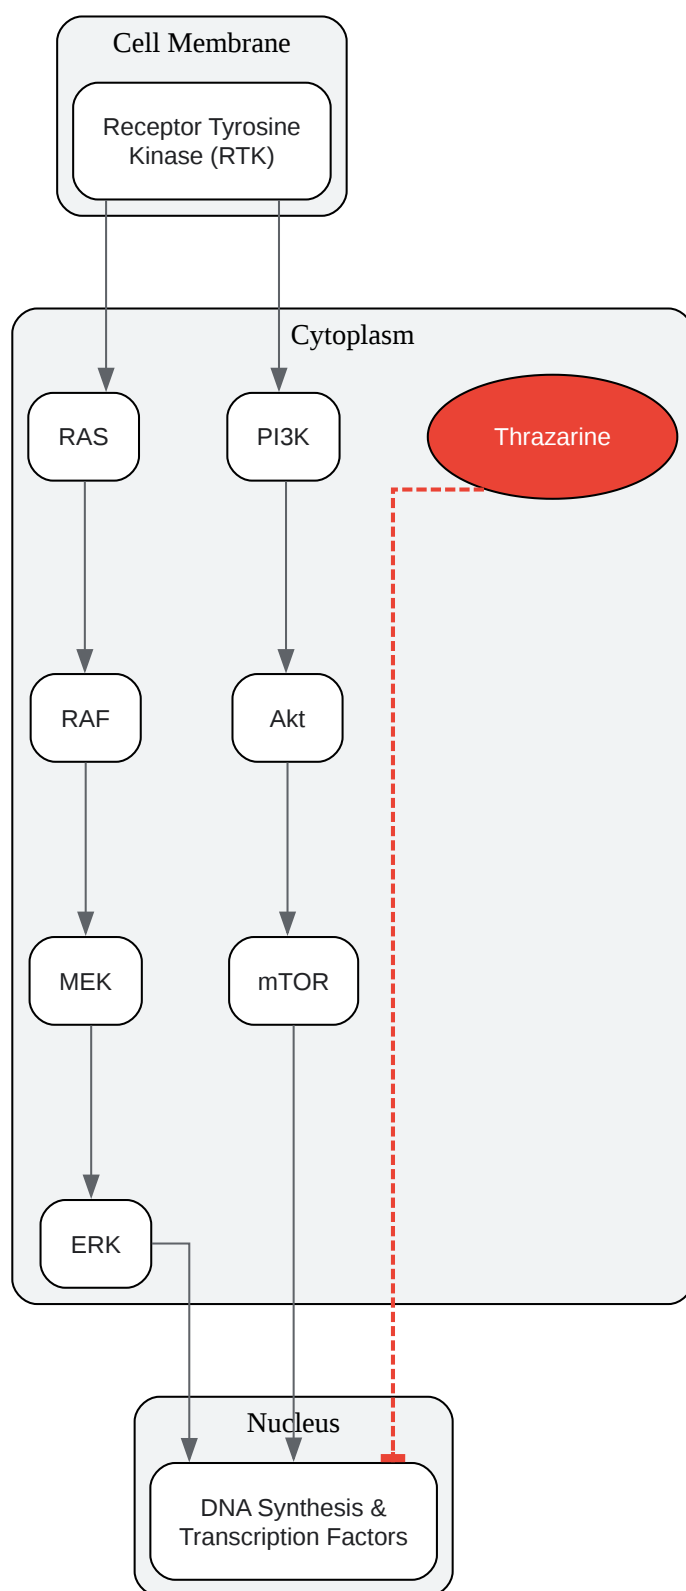 Cell Membrane
Receptor Tyrosine
Kinase (RTK)
Cytoplasm
RAS
PI3K
Thrazarine
RAF
Akt
MEK
mTOR
ERK
Nucleus
DNA Synthesis &
Transcription Factors